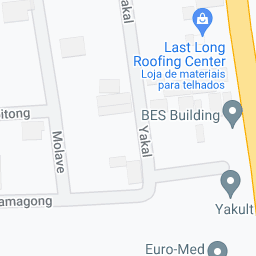 Yakal
Last Long
Roofing Center
Loja de materiais
para telhados
itong
BES Building
Molave
Yakal
amagong
Yakult
Euro-Med